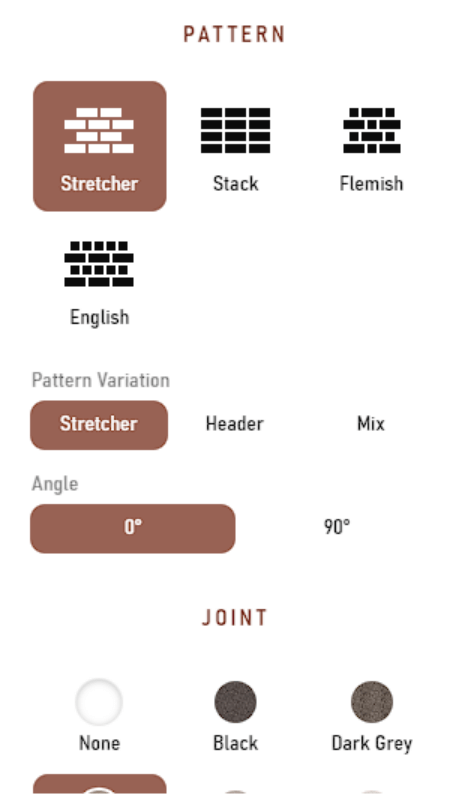 PATTERN
Stretcher Stack Flemish
English
Pattern Variation
Stretcher Header Mix
Angle
0° 90°
JOINT
None Black Dark Grey